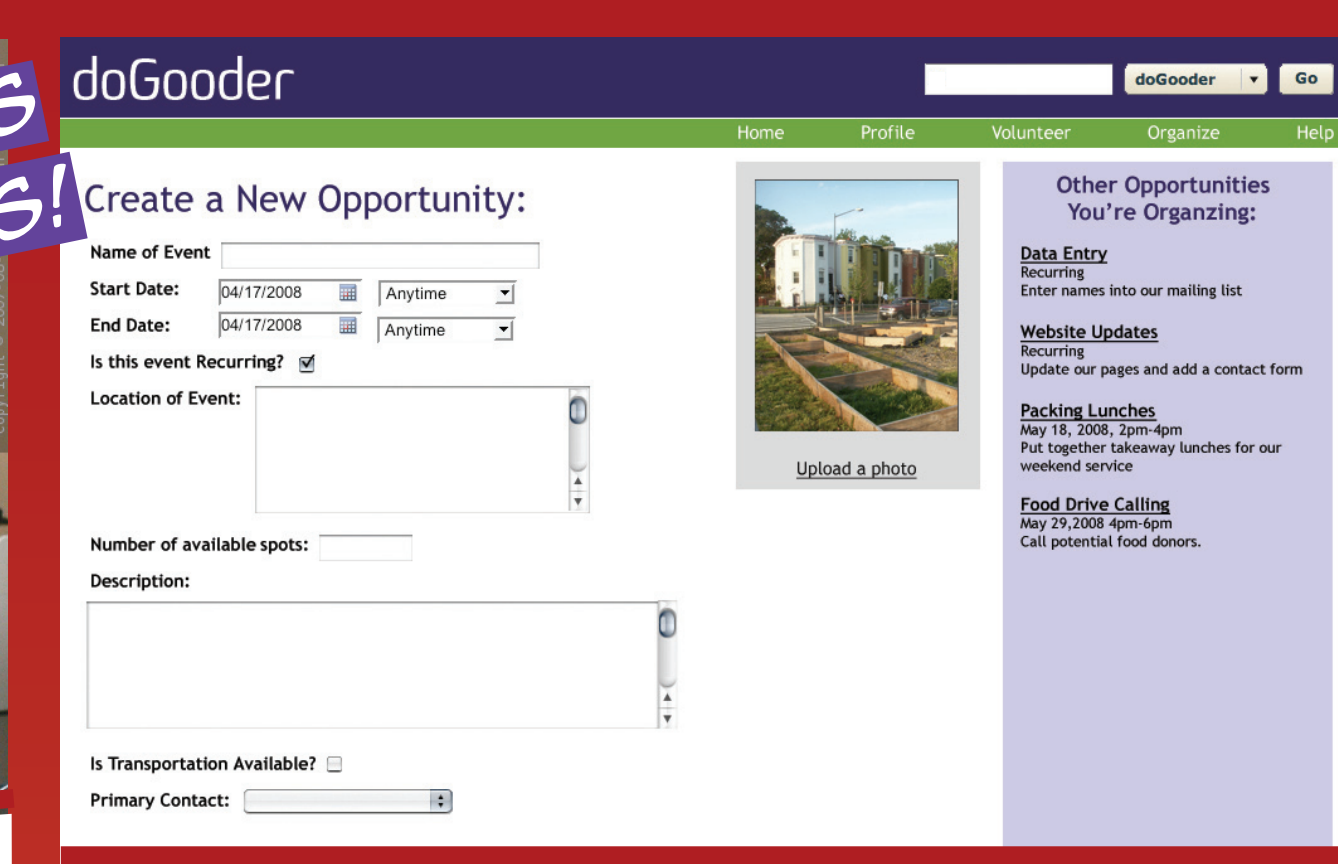 S
S!
doGooder
doGooder
Go
Home Profile Volunteer Organize Help
Create a New Opportunity:
Name of Event
Start Date: 04/17/2008 Anytime
End Date: 04/17/2008 Anytime
Is this event Recurring?
Location of Event:
Number of available spots:
Description:
Is Transportation Available?
Primary Contact:
Upload a photo
Other Opportunities
You're Organzing:
Data Entry
Recurring
Enter names into our mailing list
Website Updates
Recurring
Update our pages and add a contact form
Packing Lunches
May 18, 2008, 2pm-4pm
Put together takeaway lunches for our
weekend service
Food Drive Calling
May 29,2008 4pm-6pm
Call potential food donors.